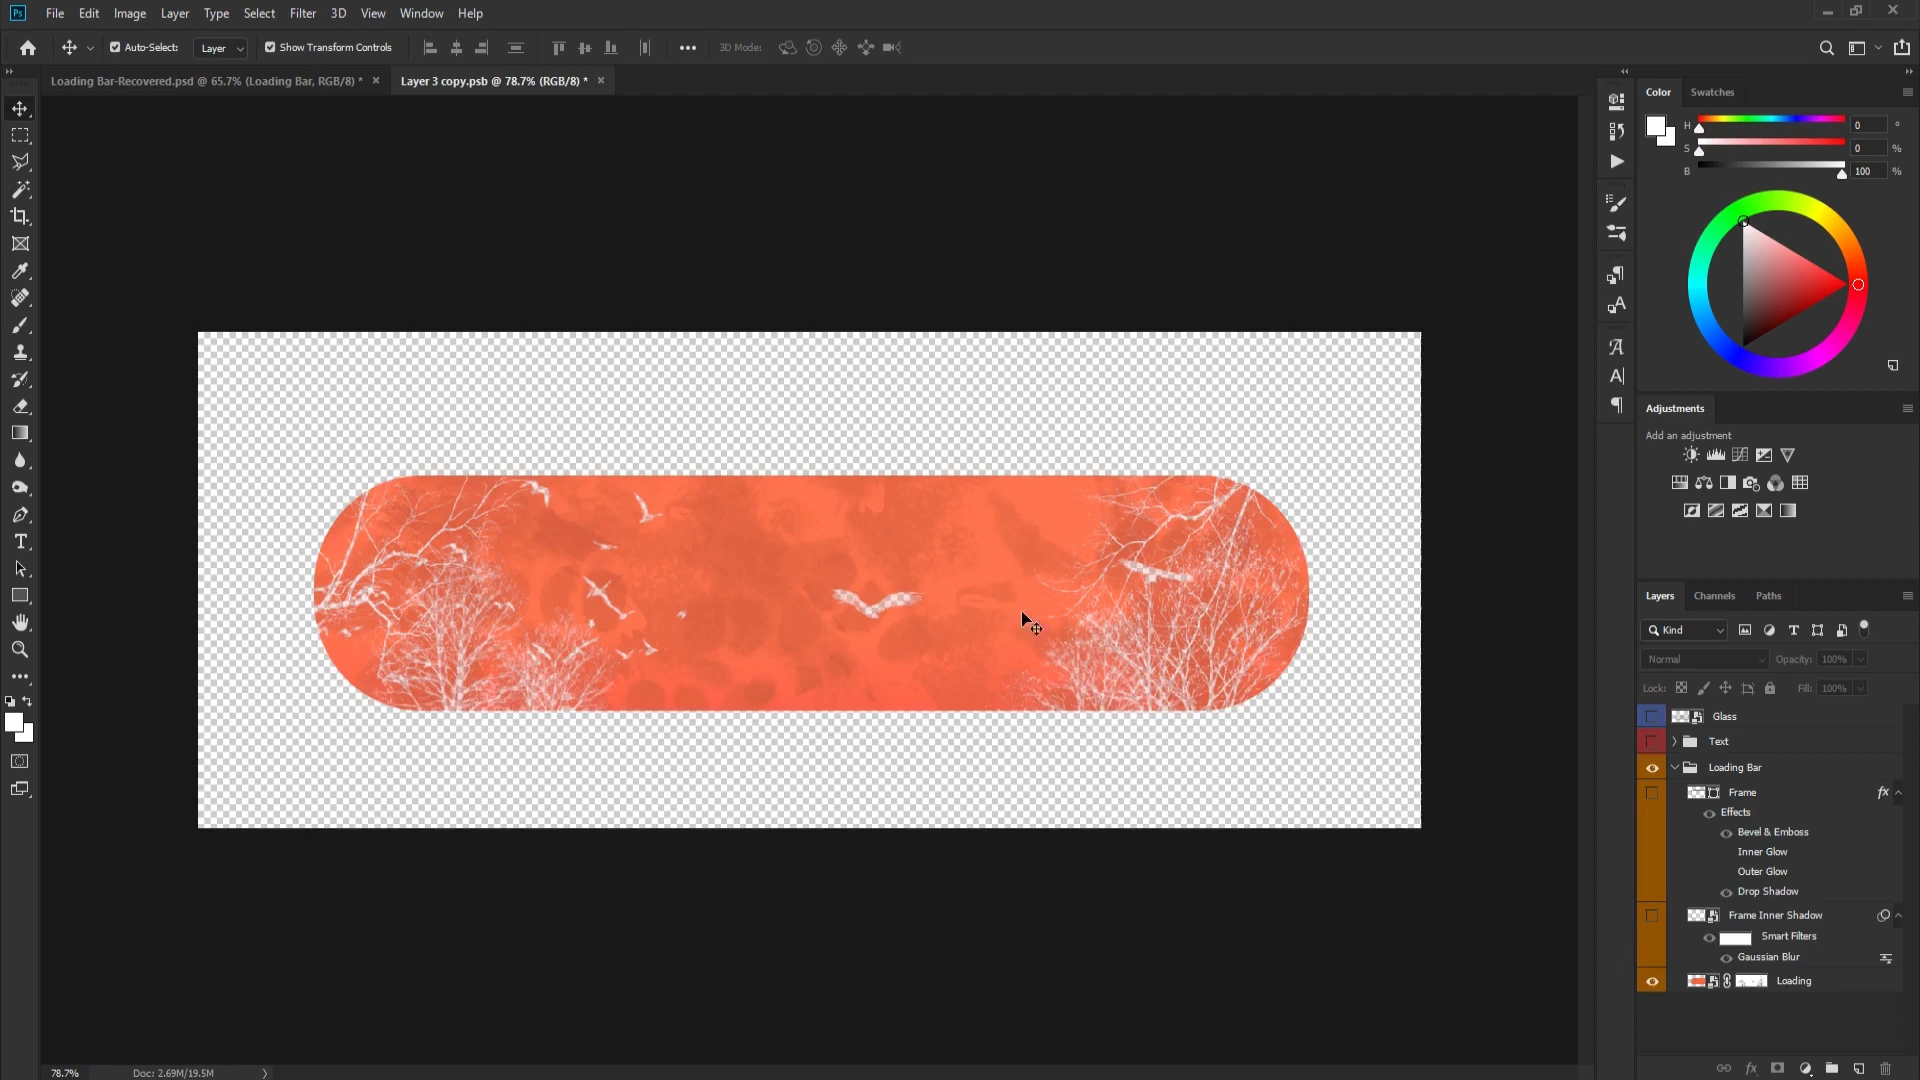 Ps File Edit Image Layer Type Select Filter 3D View Window Help
Auto-Select: Layer Show Transform Controls 3D Mode:
Loading Bar-Recovered.psd @ 65.7% (Loading Bar, RGB/8) * × Layer 3 copy.psb @ 78.7% (RGB/8) * ×
Color Swatches
H 0 °
S 0 %
B 100 %
Adjustments
Add an adjustment
Layers Channels Paths
Kind
Normal Opacity: 100%
Lock: Fill: 100%
Glass
Text
Loading Bar
Frame fx
Effects
Bevel & Emboss
Inner Glow
Outer Glow
Drop Shadow
Frame Inner Shadow
Smart Filters
Gaussian Blur
Loading
78.7% Doc: 2.69M/19.5M
fx